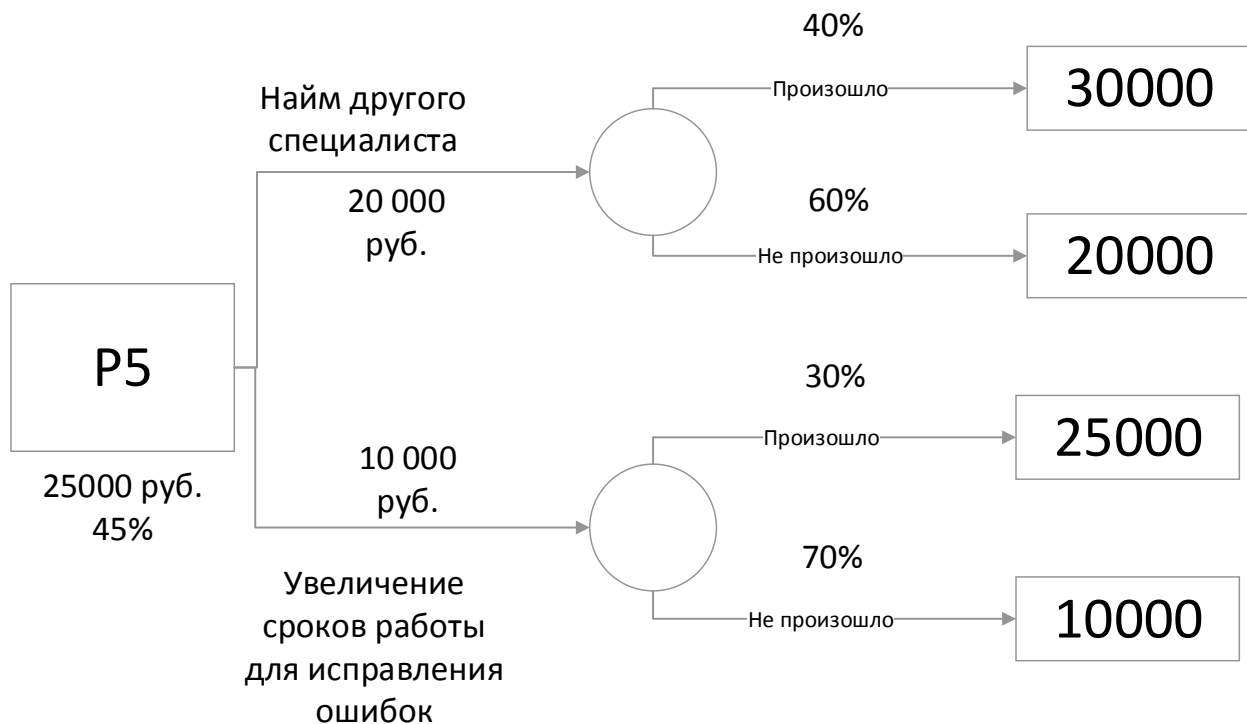 40%
Найм другого
специалиста
Произошло
30000
20 000
руб.
60%
Не произошло
20000
P5
25000 руб.
45%
30%
Произошло
25000
10 000
руб.
70%
Не произошло
10000
Увеличение
сроков работы
для исправления
ошибок